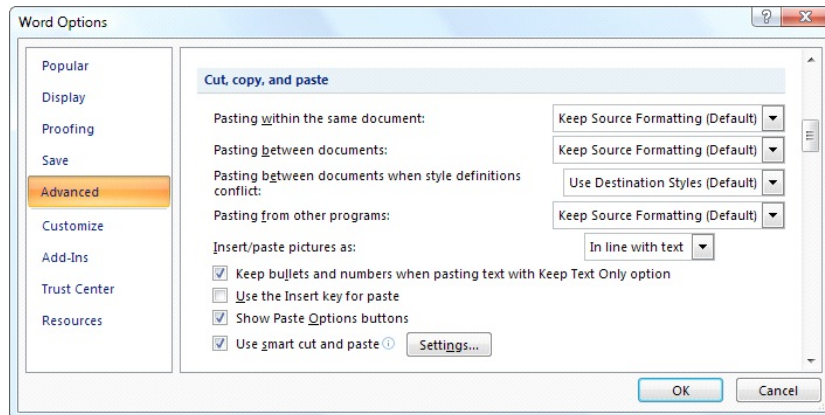 Word Options
Popular
Display
Proofing
Save
Advanced
Customize
Add-Ins
Trust Center
Resources
Cut, copy, and paste
Pasting within the same document: Keep Source Formatting (Default)
Pasting between documents: Keep Source Formatting (Default)
Pasting between documents when style definitions
conflict: Use Destination Styles (Default)
Pasting from other programs: Keep Source Formatting (Default)
Insert/paste pictures as: In line with text
Keep bullets and numbers when pasting text with Keep Text Only option
Use the Insert key for paste
Show Paste Options buttons
Use smart cut and paste Settings...
OK Cancel